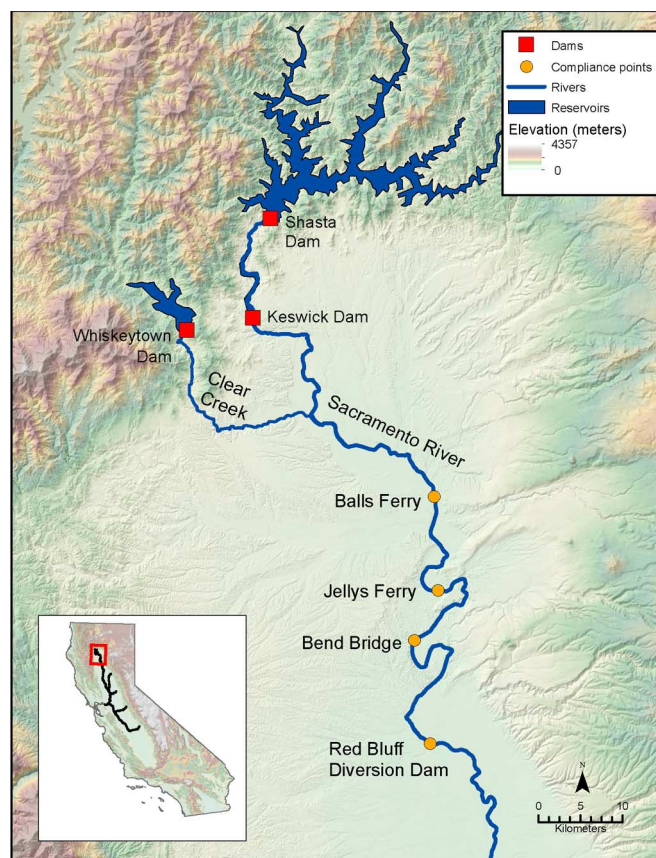 Dams
Compliance points
Rivers
Reservoirs
Elevation (meters)
4357
0
Shasta
Dam
Keswick Dam
Whiskeytown
Dam
Clear
Creek
Sacramento River
Balls Ferry
Jellys Ferry
Bend Bridge
Red Bluff
Diversion Dam
N
0 5 10
Kilometers